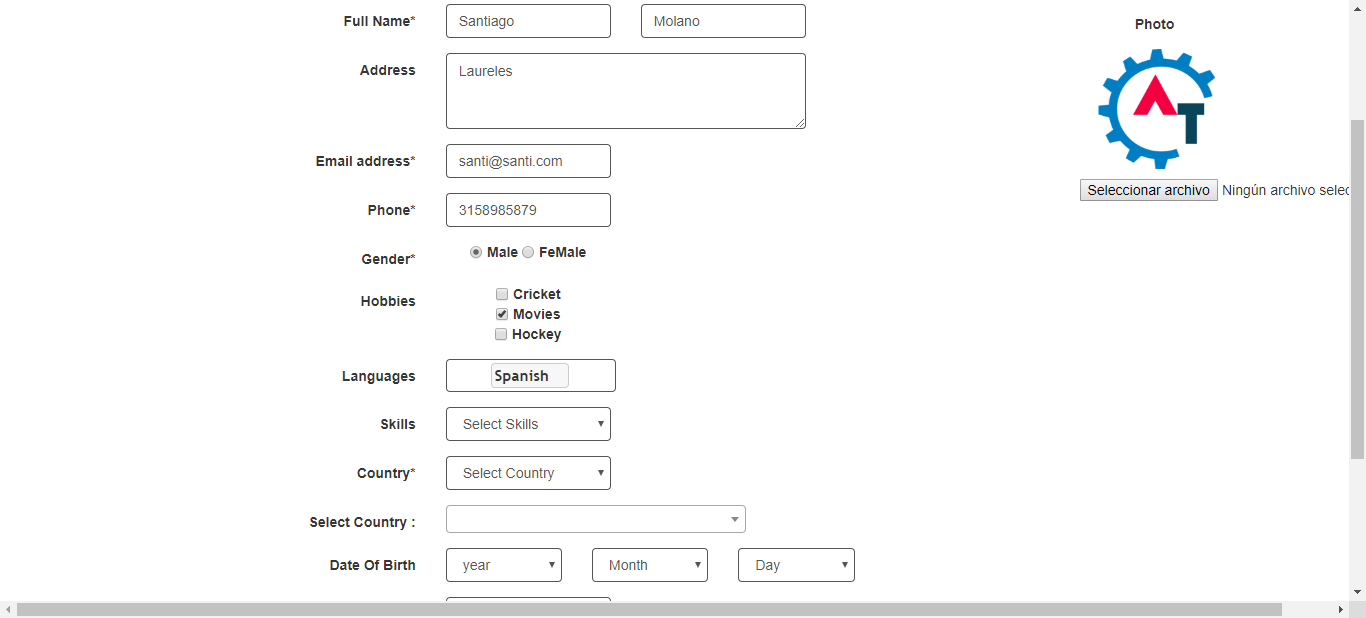 Full Name* Santiago Molano
Photo
Address Laureles
AT
Email address* santi@santi.com
Seleccionar archivo Ningún archivo selec
Phone* 3158985879
Gender* Male FeMale
Hobbies Cricket
Movies
Hockey
Languages Spanish
Skills Select Skills
Country* Select Country
Select Country :
Date Of Birth year Month Day